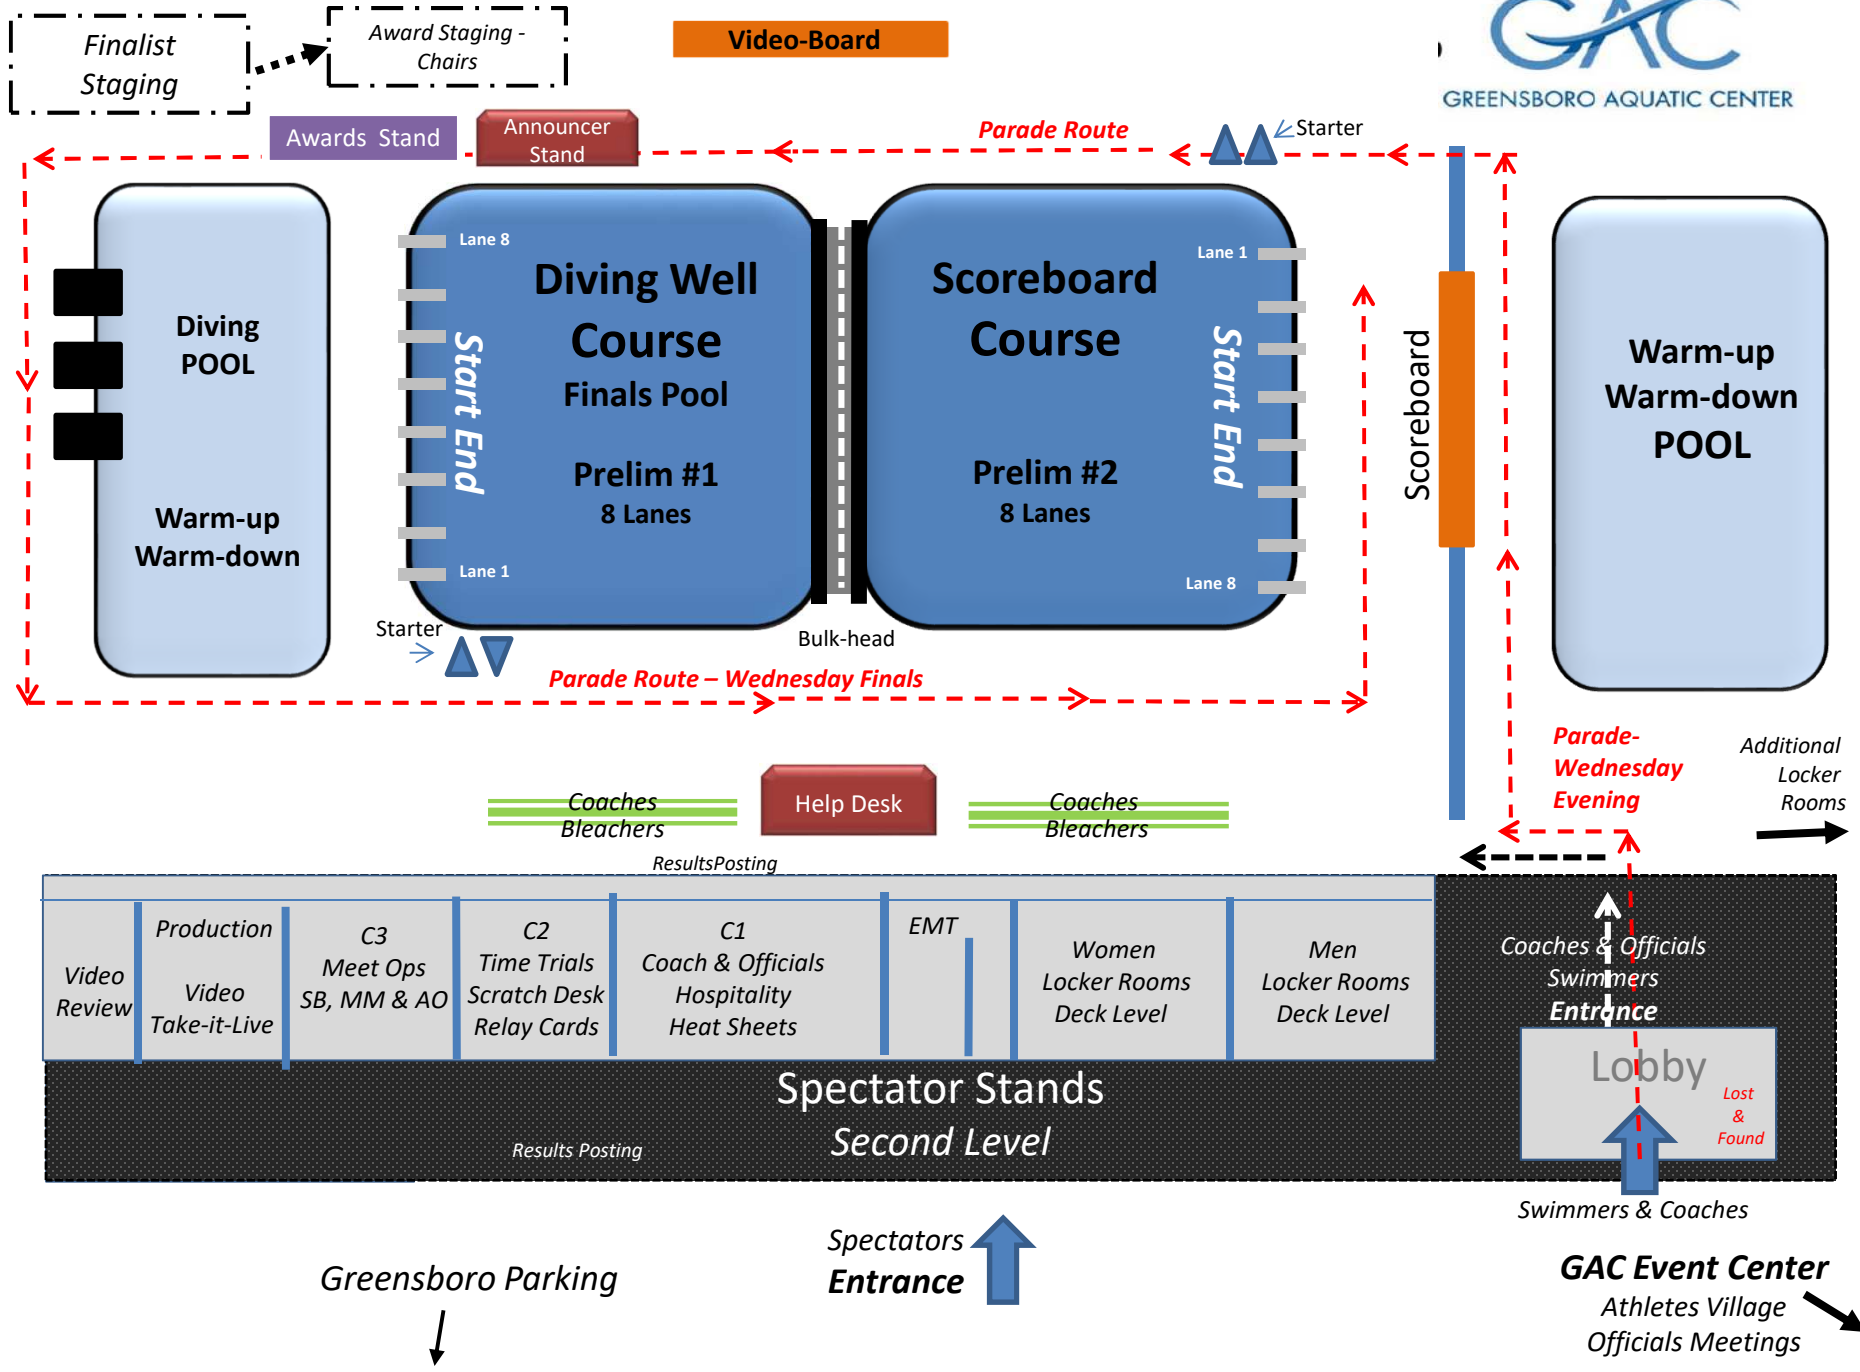 Finalist
Staging
Award Staging -
Chairs
Video-Board
GAC
GREENSBORO AQUATIC CENTER
Awards Stand
Announcer
Stand
Parade Route
Starter
Lane 8
Diving Well
Course
Finals Pool
Start End
Prelim #1
8 Lanes
Lane 1
Scoreboard
Course
Lane 1
Start End
Prelim #2
8 Lanes
Lane 8
Diving
POOL
Warm-up
Warm-down
Scoreboard
Warm-up
Warm-down
POOL
Starter
Bulk-head
Parade Route – Wednesday Finals
Parade-
Wednesday
Evening
Additional
Locker
Rooms
Coaches
Bleachers
Help Desk
Coaches
Bleachers
ResultsPosting
Video
Review
Production
Video
Take-it-Live
C3
Meet Ops
SB, MM & AO
C2
Time Trials
Scratch Desk
Relay Cards
C1
Coach & Officials
Hospitality
Heat Sheets
EMT
Women
Locker Rooms
Deck Level
Men
Locker Rooms
Deck Level
Coaches & Officials
Swimmers
Entrance
Lobby
Lost
&
Found
Spectator Stands
Second Level
Results Posting
Swimmers & Coaches
Spectators
Entrance
Greensboro Parking
GAC Event Center
Athletes Village
Officials Meetings